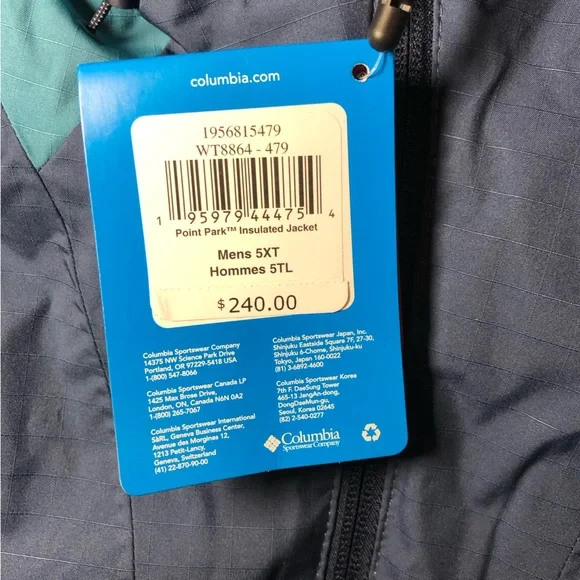 columbia.com
1956815479
WT8864 - 479
1 95979 44475 4
Point Park™ Insulated Jacket
Mens 5XT
Hommes 5TL
$240.00
Columbia Sportswear Company
14375 NW Science Park Drive
Portland, OR 97229-5418 USA
1-(800) 547-8066
Columbia Sportswear Canada LP
1425 Max Brose Drive
London, ON, Canada N6N 0A2
1-(800) 265-7067
Columbia Sportswear International
SàRL, Geneva Business Center,
Avenue des Morgines 12,
1213 Petit-Lancy,
Geneva, Switzerland
(41) 22-870-90-00
Columbia Sportswear Japan, Inc.
Shinjuku Eastside Square 7F, 27-30,
Shinjuku 6-Chome, Shinjuku-ku
Tokyo, Japan 160-0022
(81) 3-6892-4600
Columbia Sportswear Korea
7th F. DaeSung Tower
465-13 JangAn-dong,
DongDaeMun-gu,
Seoul, Korea 02645
(82) 2-540-0277
Columbia
Sportswear Company